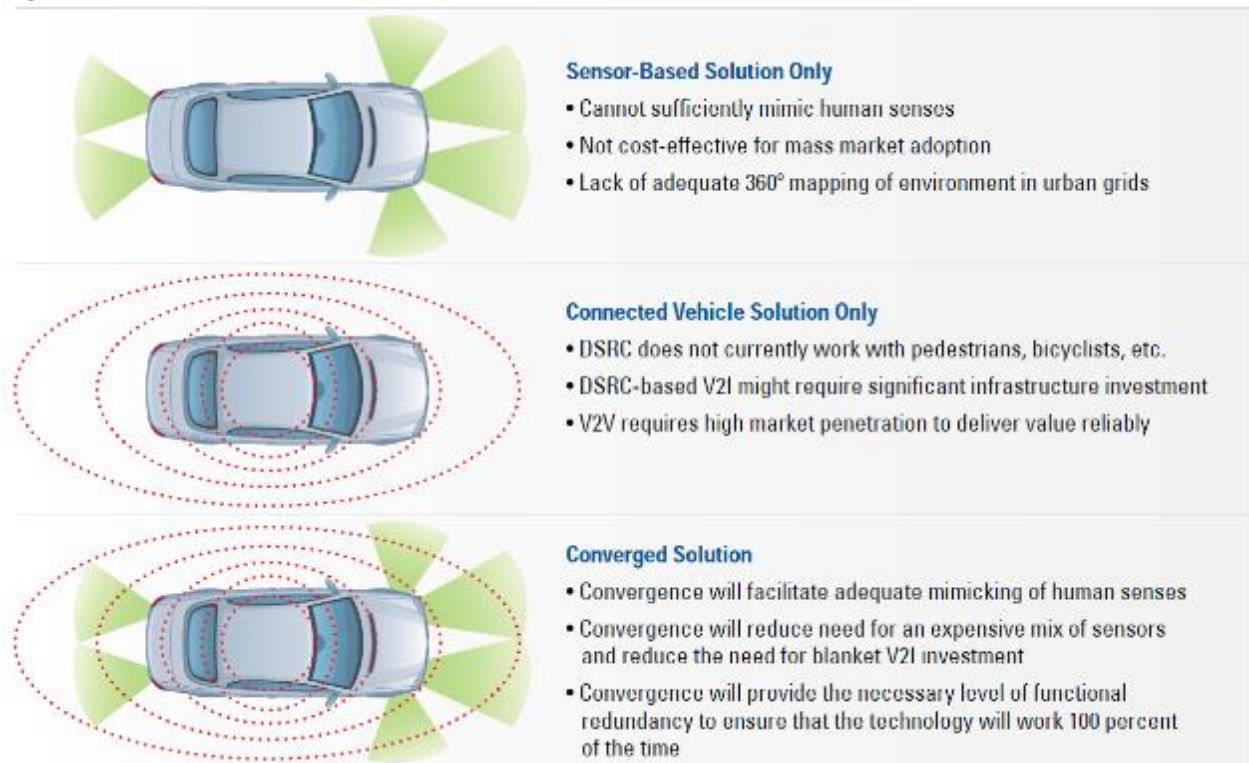 Sensor-Based Solution Only
• Cannot sufficiently mimic human senses
• Not cost-effective for mass market adoption
• Lack of adequate 360° mapping of environment in urban grids
Connected Vehicle Solution Only
• DSRC does not currently work with pedestrians, bicyclists, etc.
• DSRC-based V2I might require significant infrastructure investment
• V2V requires high market penetration to deliver value reliably
Converged Solution
• Convergence will facilitate adequate mimicking of human senses
• Convergence will reduce need for an expensive mix of sensors
and reduce the need for blanket V2I investment
• Convergence will provide the necessary level of functional
redundancy to ensure that the technology will work 100 percent
of the time